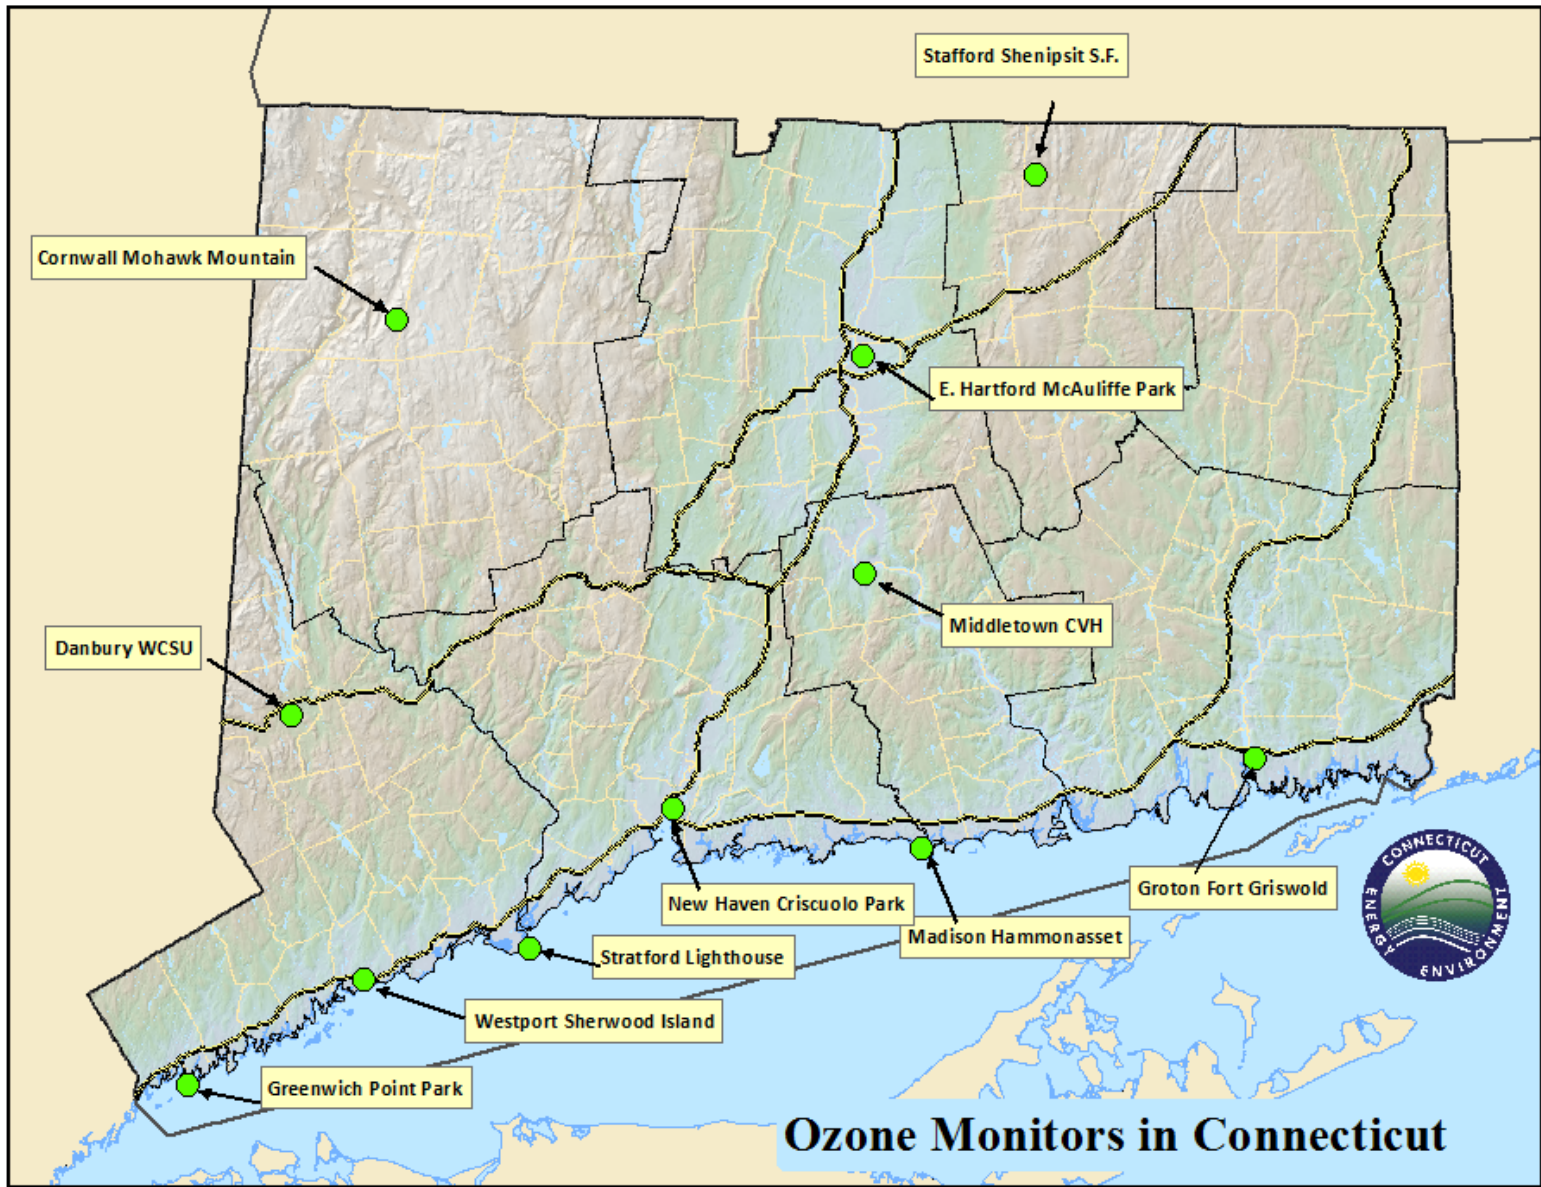 Stafford Shenipsit S.F.
Cornwall Mohawk Mountain
E. Hartford McAuliffe Park
Middletown CVH
Danbury WCSU
Groton Fort Griswold
New Haven Criscuolo Park
Madison Hammonasset
Stratford Lighthouse
Westport Sherwood Island
Greenwich Point Park
CONNECTICUT
ENERGY
ENVIRONMENT
Ozone Monitors in Connecticut